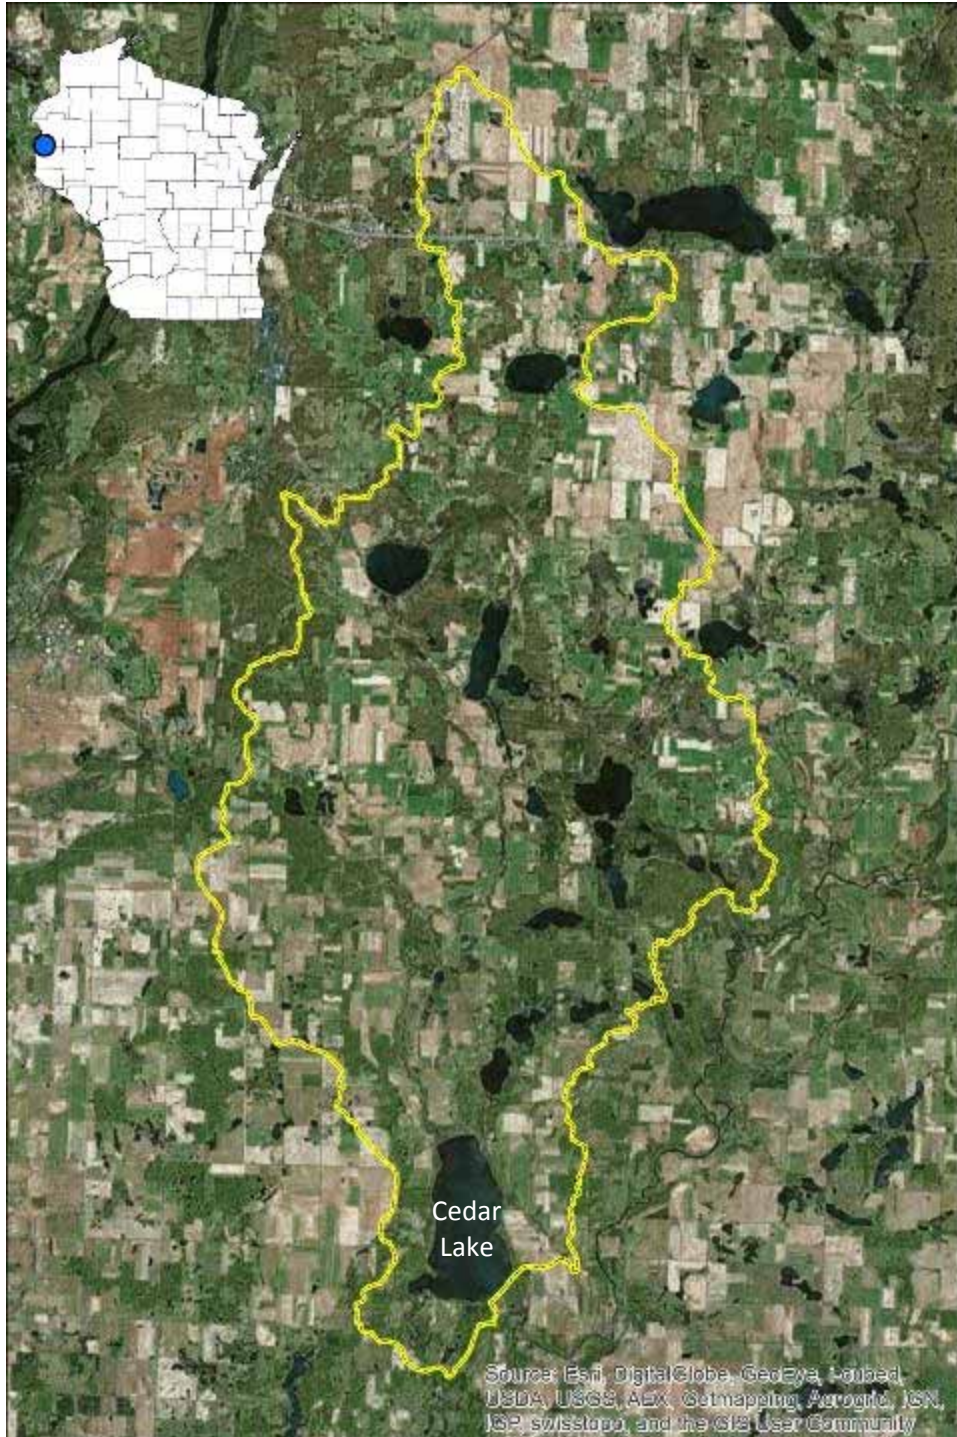 Cedar
Lake
Source: Esri, DigitalGlobe, GeoEye, i-cubed,
USDA, USGS, AEX, Getmapping, Aerogrid, IGN,
IGP, swisstopo, and the GIS User Community